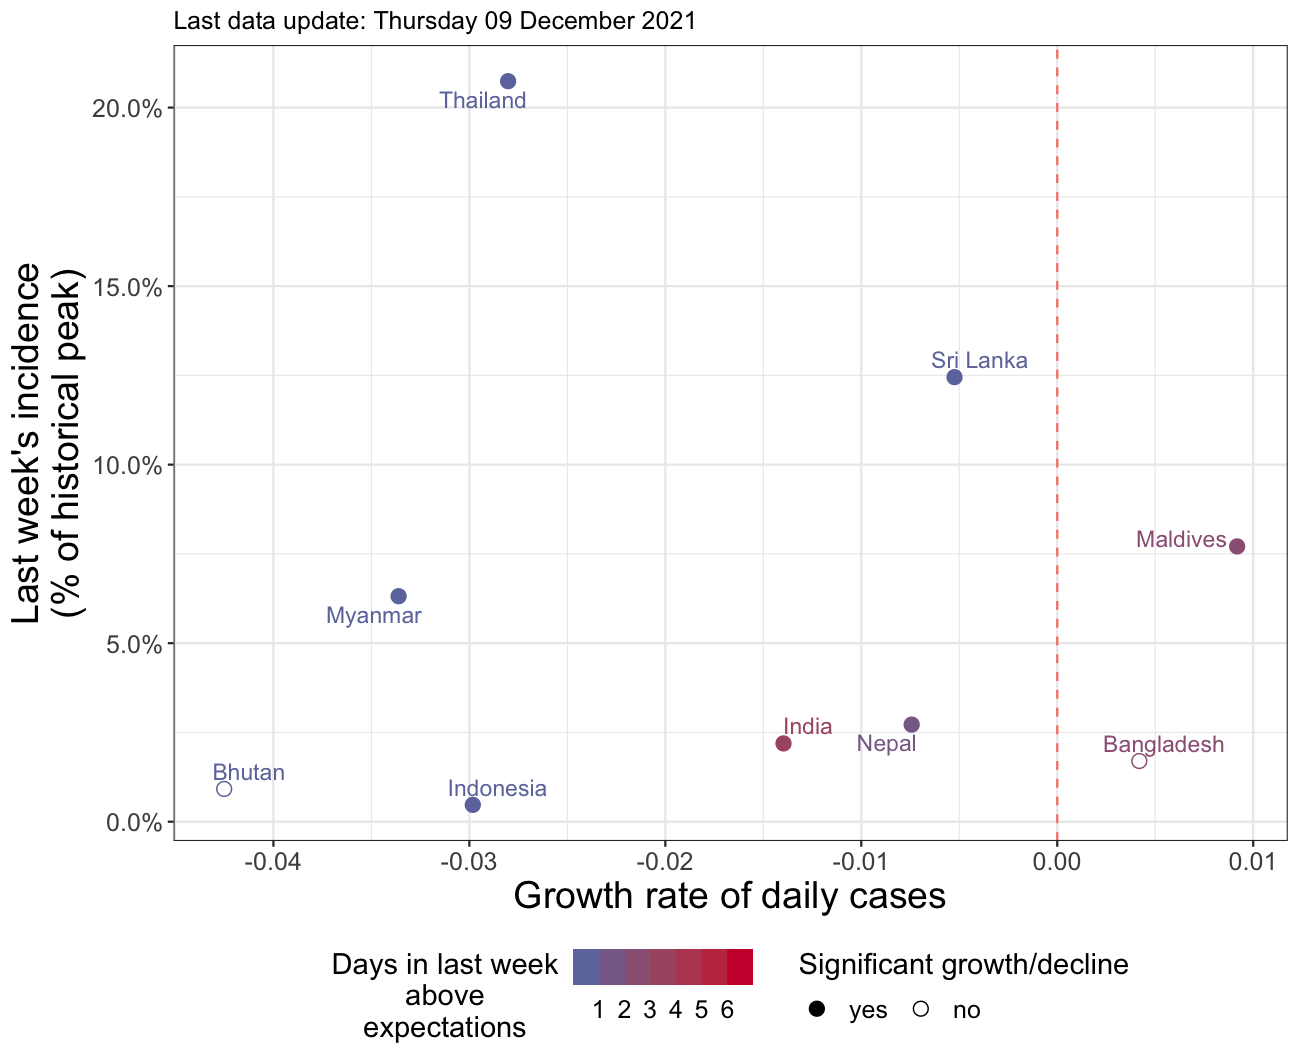 Last data update: Thursday 09 December 2021
Last week's incidence
(% of historical peak)
20.0%
15.0%
10.0%
5.0%
0.0%
Thailand
Sri Lanka
Maldives
Myanmar
India
Nepal
Bangladesh
Bhutan
Indonesia
-0.04 -0.03 -0.02 -0.01 0.00 0.01
Growth rate of daily cases
Days in last week
above
expectations
1 2 3 4 5 6
Significant growth/decline
yes no